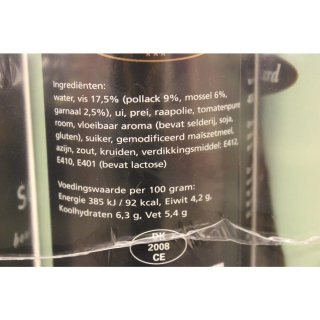 Ingrediënten:
water, vis 17,5% (pollack 9%, mossel 6%,
garnaal 2,5%), ui, prei, raapolie, tomatenpuree
room, vloeibaar aroma (bevat selderij, soja,
gluten), suiker, gemodificeerd maïszetmeel,
azijn, zout, kruiden, verdikkingsmiddel: E412,
E410, E401 (bevat lactose)
Voedingswaarde per 100 gram:
Energie 385 kJ / 92 kcal, Eiwit 4,2 g,
Koolhydraten 6,3 g, Vet 5,4 g
DK
2008
CE